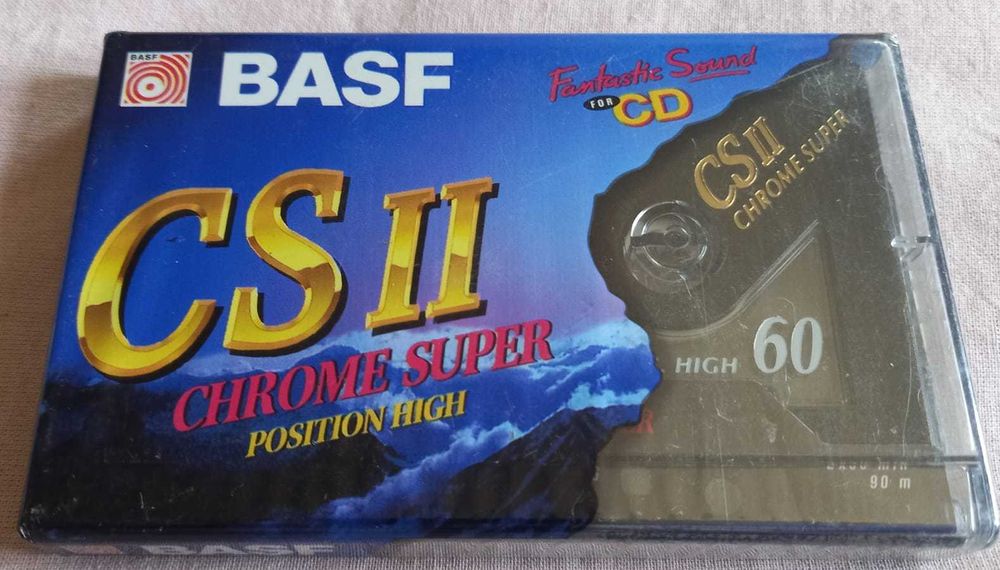 BASF
BASF
Fantastic Sound
FOR CD
CS II
CHROME SUPER
POSITION HIGH
CS II
CHROME SUPER
HIGH 60
90 m
BASF